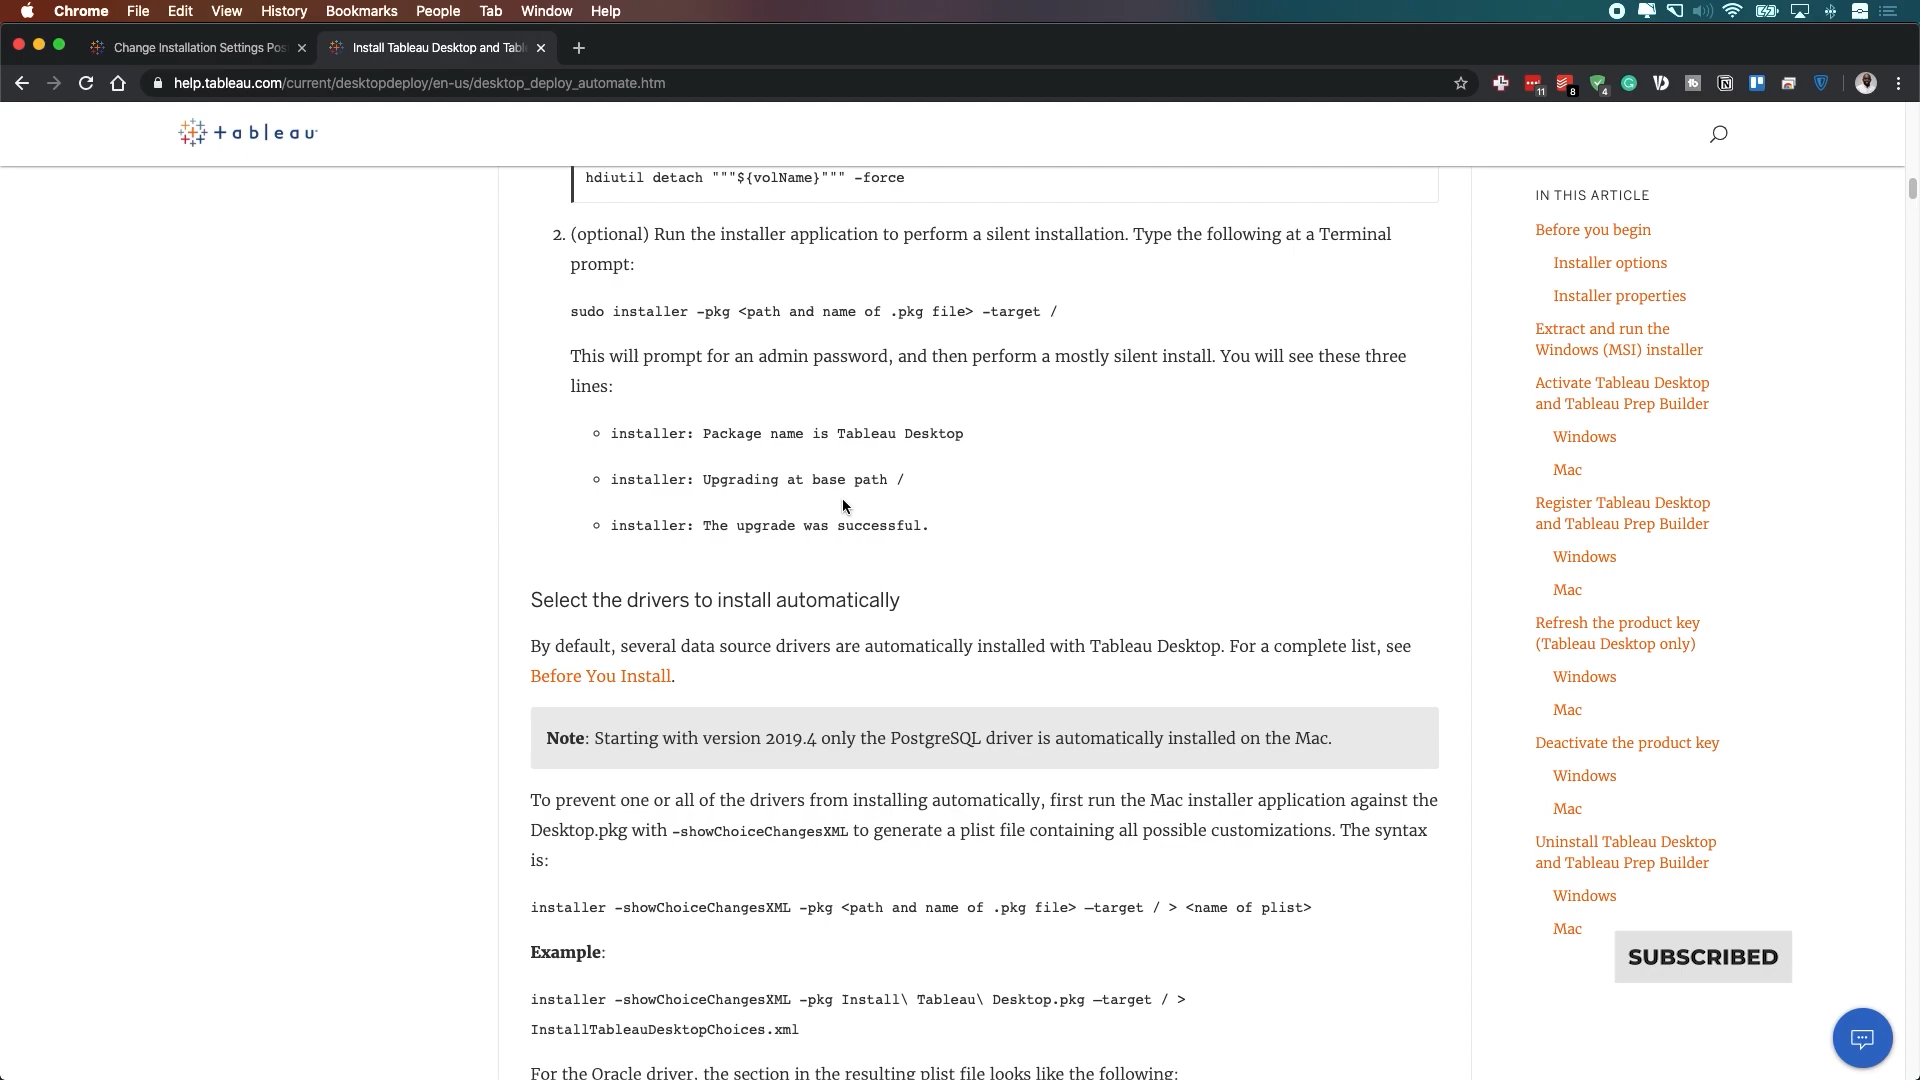 Chrome File Edit View History Bookmarks People Tab Window Help
Change Installation Settings Pos
Install Tableau Desktop and Tabl
help.tableau.com/current/desktopdeploy/en-us/desktop_deploy_automate.htm
11
8
4
+ableau
hdiutil detach """${volName}""" -force
2. (optional) Run the installer application to perform a silent installation. Type the following at a Terminal
prompt:
sudo installer -pkg <path and name of .pkg file> -target /
This will prompt for an admin password, and then perform a mostly silent install. You will see these three
lines:
installer: Package name is Tableau Desktop
installer: Upgrading at base path /
installer: The upgrade was successful.
Select the drivers to install automatically
By default, several data source drivers are automatically installed with Tableau Desktop. For a complete list, see
Before You Install.
Note: Starting with version 2019.4 only the PostgreSQL driver is automatically installed on the Mac.
To prevent one or all of the drivers from installing automatically, first run the Mac installer application against the
Desktop.pkg with -showChoiceChangesXML to generate a plist file containing all possible customizations. The syntax
is:
installer -showChoiceChangesXML -pkg <path and name of .pkg file> –target / > <name of plist>
Example:
installer -showChoiceChangesXML -pkg Install\ Tableau\ Desktop.pkg –target / >
InstallTableauDesktopChoices.xml
For the Oracle driver, the section in the resulting plist file looks like the following:
IN THIS ARTICLE
Before you begin
Installer options
Installer properties
Extract and run the
Windows (MSI) installer
Activate Tableau Desktop
and Tableau Prep Builder
Windows
Mac
Register Tableau Desktop
and Tableau Prep Builder
Windows
Mac
Refresh the product key
(Tableau Desktop only)
Windows
Mac
Deactivate the product key
Windows
Mac
Uninstall Tableau Desktop
and Tableau Prep Builder
Windows
Mac
SUBSCRIBED